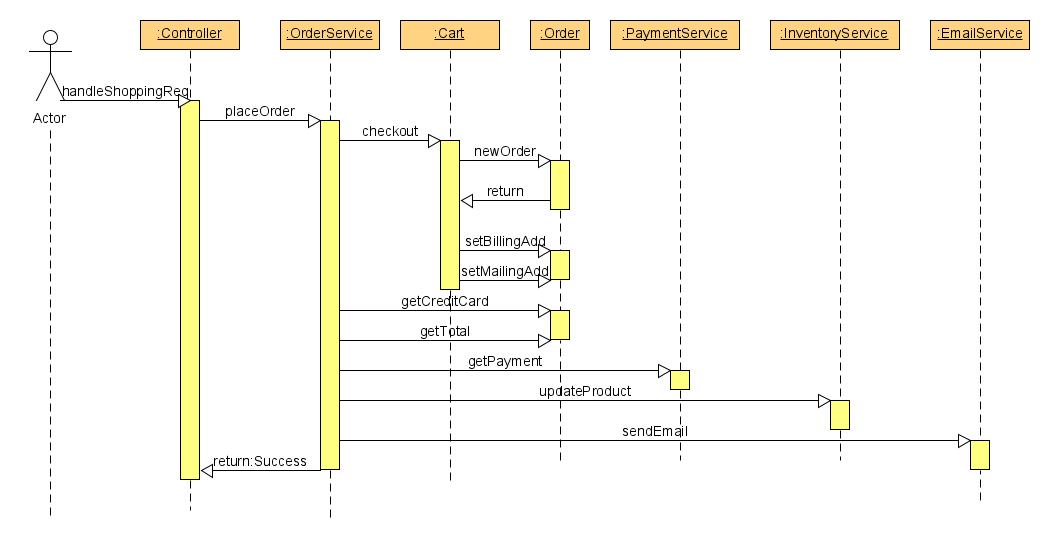 :Controller
:OrderService
:Cart
:Order
:PaymentService
:InventoryService
:EmailService
handleShoppingReq
Actor
placeOrder
checkout
newOrder
return
setBillingAdd
setMailingAdd
getCreditCard
getTotal
getPayment
updateProduct
sendEmail
return:Success